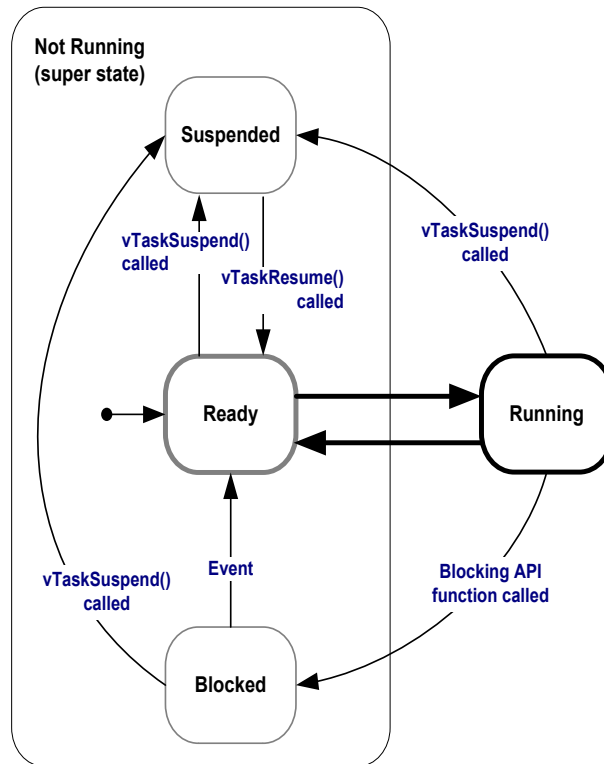 Not Running
(super state)
Suspended
vTaskSuspend()
called
vTaskResume()
called
vTaskSuspend()
called
Ready
Running
vTaskSuspend()
called
Event
Blocking API
function called
Blocked